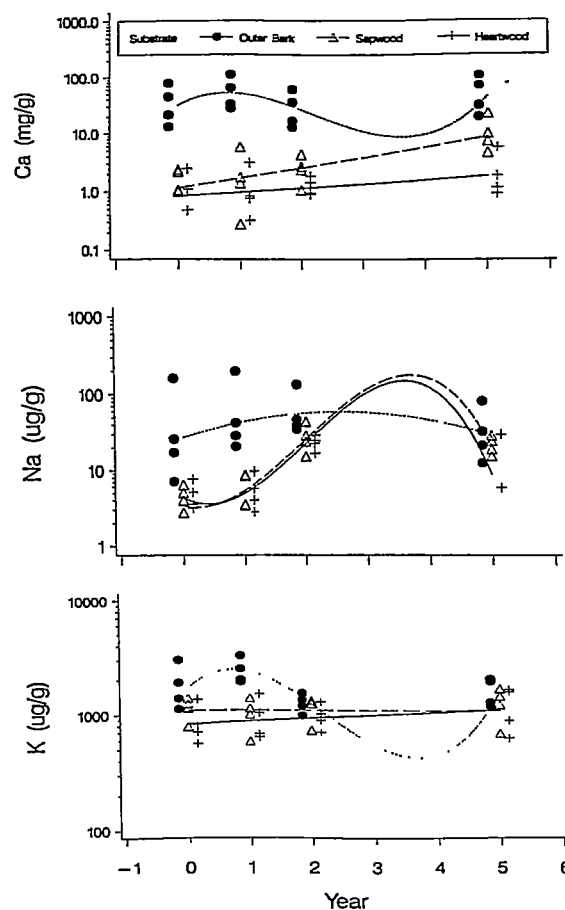 1000.0
Substrate Outer Bark Sapwood Heartwood
100.0
10.0
1.0
0.1
Ca (mg/g)
1000
100
10
1
Na (ug/g)
10000
1000
100
K (ug/g)
−1 0 1 2 3 4 5 6
Year